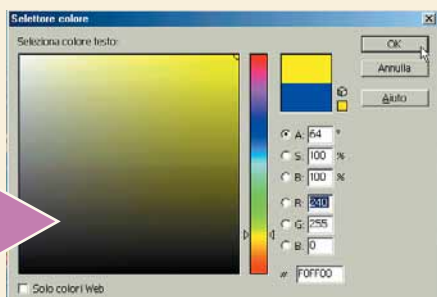 Selettore colore
Seleziona colore testo:
OK
Annulla
Aiuto
A: 64 °
S: 100 %
B: 100 %
R: 240
G: 255
B: 0
# F0FF00
Solo colori Web